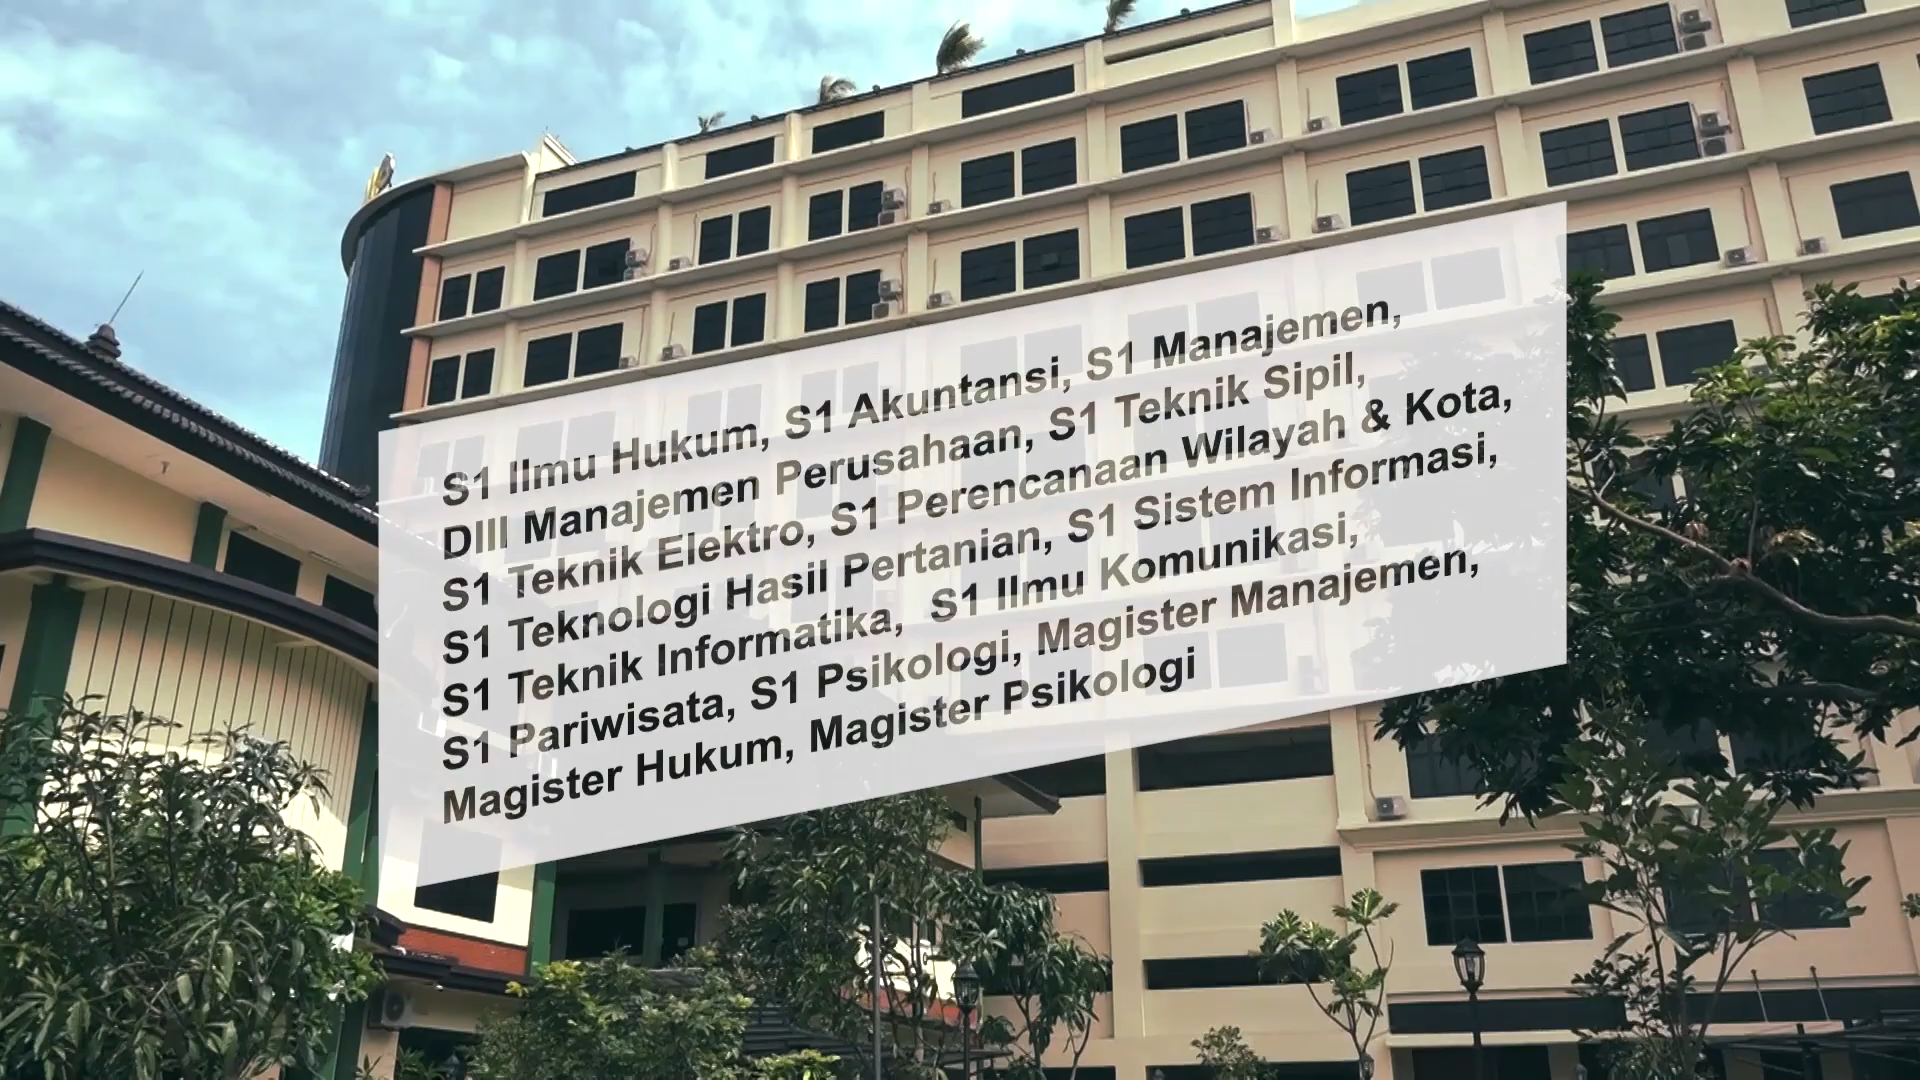 S1 Ilmu Hukum, S1 Akuntansi, S1 Manajemen,
DIII Manajemen Perusahaan, S1 Teknik Sipil,
S1 Teknik Elektro, S1 Perencanaan Wilayah & Kota,
S1 Teknologi Hasil Pertanian, S1 Sistem Informasi,
S1 Teknik Informatika, S1 Ilmu Komunikasi,
S1 Pariwisata, S1 Psikologi, Magister Manajemen,
Magister Hukum, Magister Psikologi